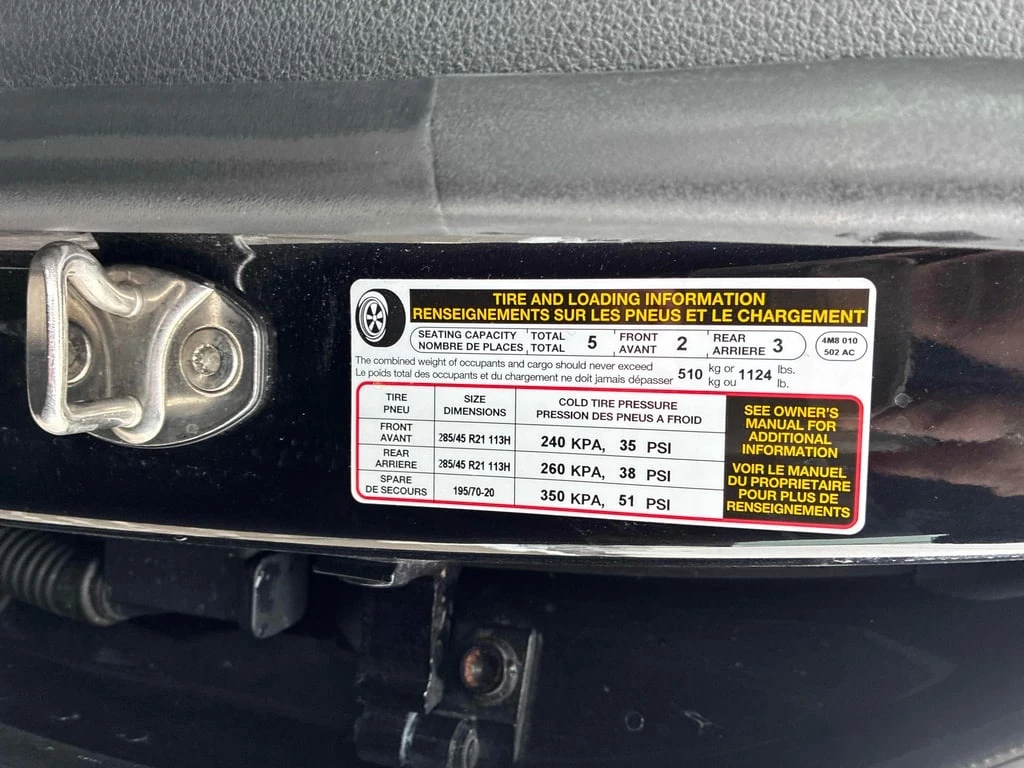 TIRE AND LOADING INFORMATION
RENSEIGNEMENTS SUR LES PNEUS ET LE CHARGEMENT
SEATING CAPACITY TOTAL 5 FRONT 2 REAR 3
NOMBRE DE PLACES TOTAL AVANT ARRIERE
4M8 010
502 AC
The combined weight of occupants and cargo should never exceed 510 kg or 1124 lbs.
Le poids total des occupants et du chargement ne doit jamais dépasser kg ou lb.
TIRE SIZE COLD TIRE PRESSURE
PNEU DIMENSIONS PRESSION DES PNEUS A FROID
FRONT
AVANT 285/45 R21 113H 240 KPA, 35 PSI
REAR
ARRIERE 285/45 R21 113H 260 KPA, 38 PSI
SPARE
DE SECOURS 195/70-20 350 KPA, 51 PSI
SEE OWNER'S
MANUAL FOR
ADDITIONAL
INFORMATION
VOIR LE MANUEL
DU PROPRIETAIRE
POUR PLUS DE
RENSEIGNEMENTS